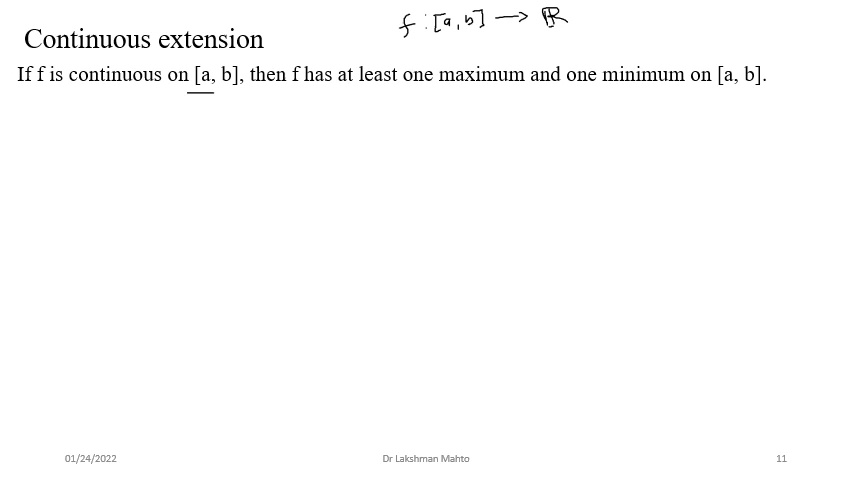 f : [a, b] → ℝ
Continuous extension
If f is continuous on [a, b], then f has at least one maximum and one minimum on [a, b].
01/24/2022
Dr Lakshman Mahto
11